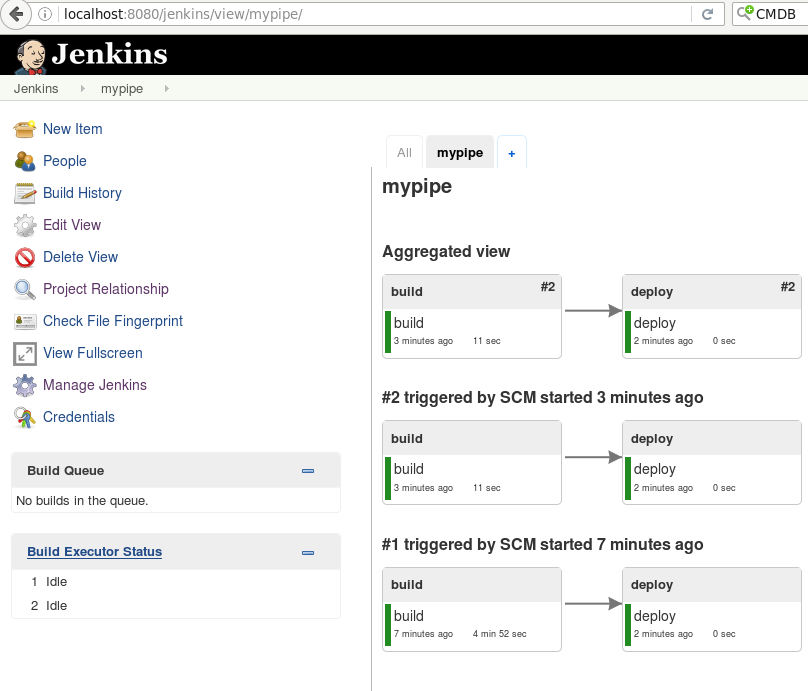 localhost:8080/jenkins/view/mypipe/
CMDB
Jenkins
Jenkins mypipe
New Item
People
Build History
Edit View
Delete View
Project Relationship
Check File Fingerprint
View Fullscreen
Manage Jenkins
Credentials
Build Queue
No builds in the queue.
Build Executor Status
1 Idle
2 Idle
All mypipe +
mypipe
Aggregated view
build #2
build
3 minutes ago 11 sec
deploy #2
deploy
2 minutes ago 0 sec
#2 triggered by SCM started 3 minutes ago
build
build
3 minutes ago 11 sec
deploy
deploy
2 minutes ago 0 sec
#1 triggered by SCM started 7 minutes ago
build
build
7 minutes ago 4 min 52 sec
deploy
deploy
2 minutes ago 0 sec